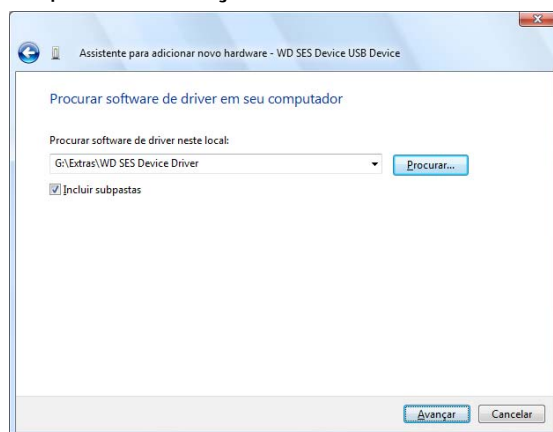 Assistente para adicionar novo hardware - WD SES Device USB Device
Procurar software de driver em seu computador
Procurar software de driver neste local:
G:\Extras\WD SES Device Driver
Procurar...
Incluir subpastas
Avançar
Cancelar